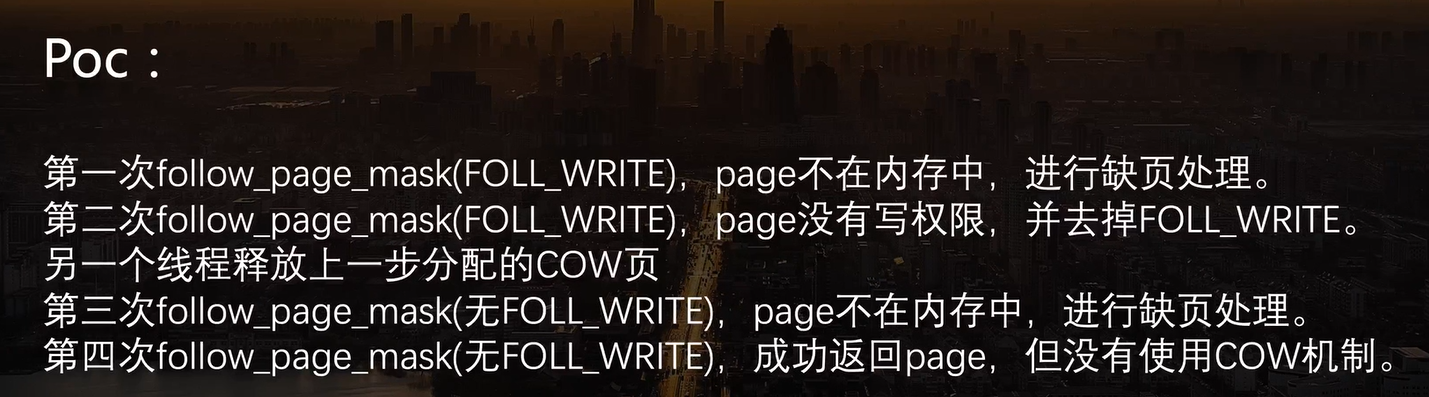 Poc：
第一次follow_page_mask(FOLL_WRITE)，page不在内存中，进行缺页处理。
第二次follow_page_mask(FOLL_WRITE)，page没有写权限，并去掉FOLL_WRITE。
另一个线程释放上一步分配的COW页
第三次follow_page_mask(无FOLL_WRITE)，page不在内存中，进行缺页处理。
第四次follow_page_mask(无FOLL_WRITE)，成功返回page，但没有使用COW机制。